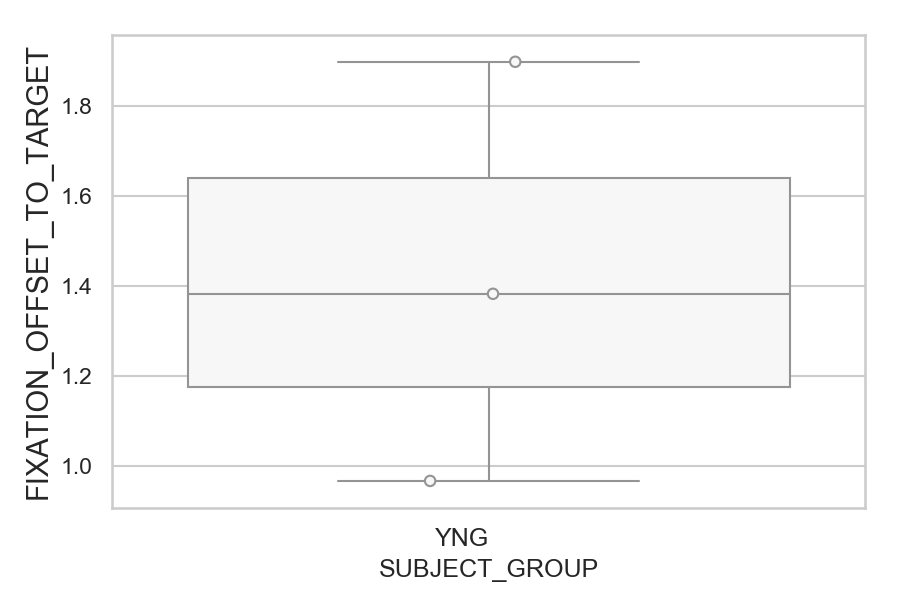 FIXATION_OFFSET_TO_TARGET
1.8
1.6
1.4
1.2
1.0
YNG
SUBJECT_GROUP